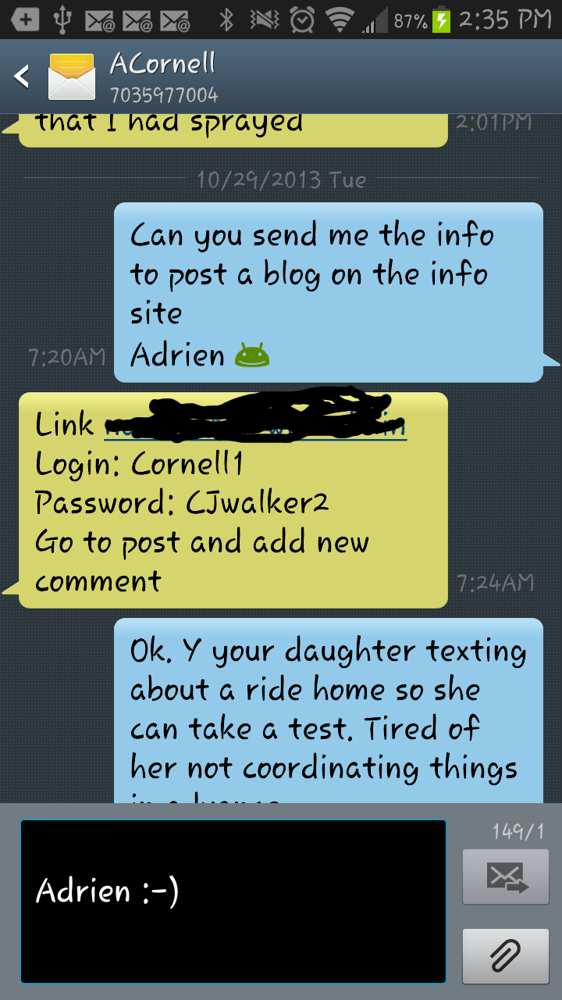 87% 2:35 PM
ACornell
7035977004
that I had sprayed
2:01PM
10/29/2013 Tue
Can you send me the info
to post a blog on the info
site
Adrien
7:20AM
Link
Login: Cornell1
Password: CJwalker2
Go to post and add new
comment
7:24AM
Ok. Y your daughter texting
about a ride home so she
can take a test. Tired of
her not coordinating things
149/1
Adrien :-)